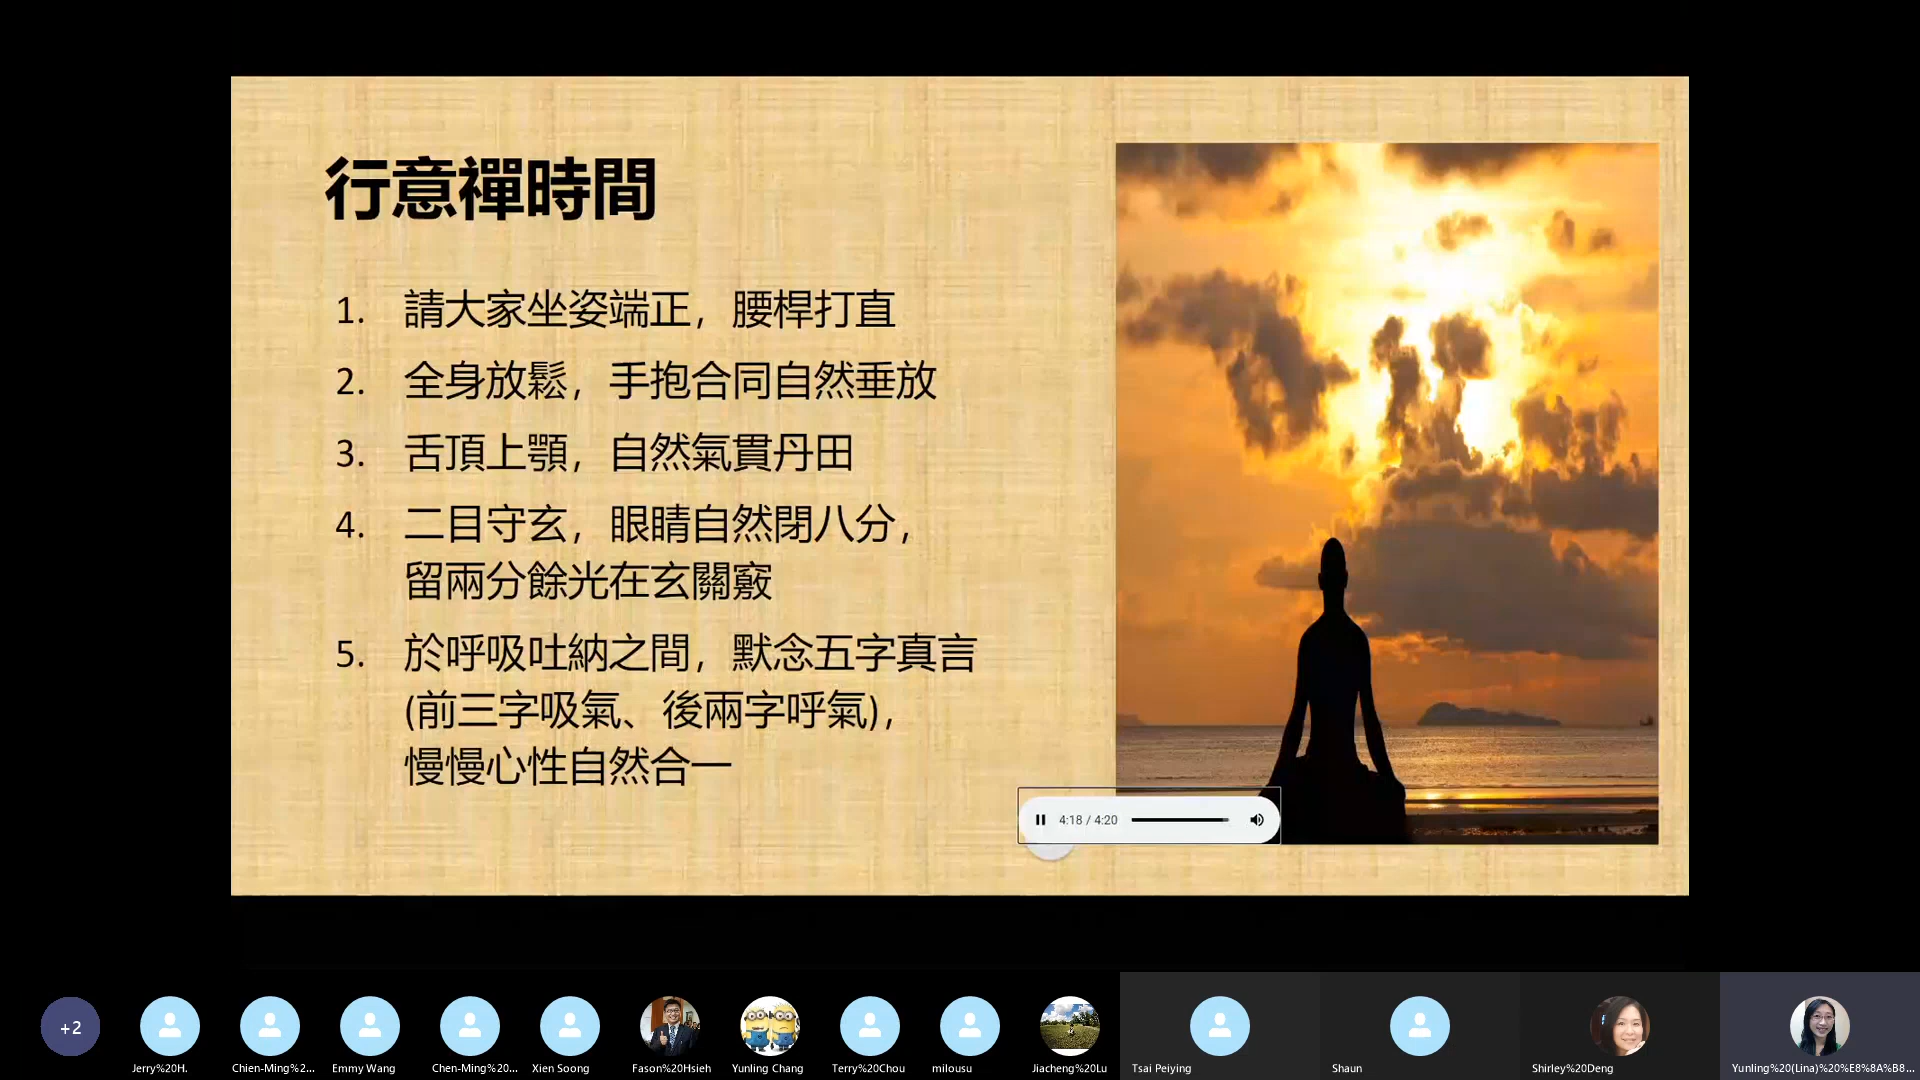 行意禪時間
1. 請大家坐姿端正，腰桿打直
2. 全身放鬆，手抱合同自然垂放
3. 舌頂上顎，自然氣貫丹田
4. 二目守玄，眼睛自然閉八分，
留兩分餘光在玄關竅
5. 於呼吸吐納之間，默念五字真言
(前三字吸氣、後兩字呼氣)，
慢慢心性自然合一
4:18 / 4:20
+2
Jerry%20H.
Chien-Ming%2...
Emmy Wang
Chen-Ming%20...
Xien Soong
Fason%20Hsieh
Yunling Chang
Terry%20Chou
milousu
Jiacheng%20Lu
Tsai Peiying
Shaun
Shirley%20Deng
Yunling%20(Lina)%20%E8%8A%B8...